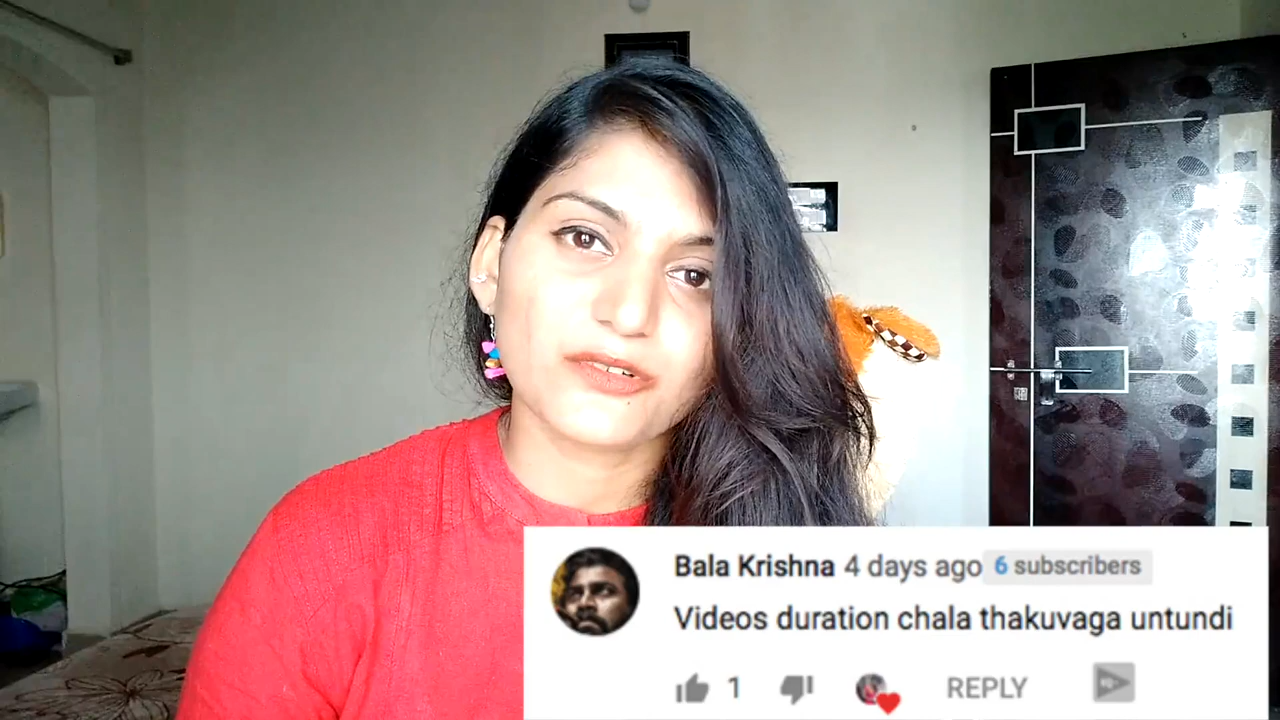 Bala Krishna 4 days ago 6 subscribers
Videos duration chala thakuvaga untundi
1 REPLY